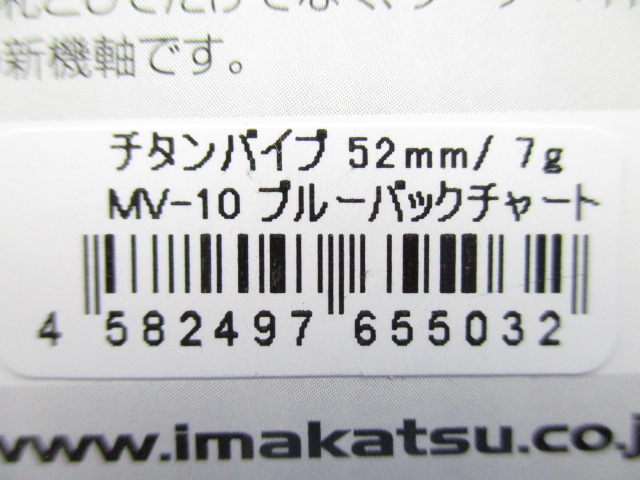 の新機軸です。
チタンバイブ 52mm/ 7g
MV-10 ブルーバックチャート
4 582497 655032
www.imakatsu.co.j